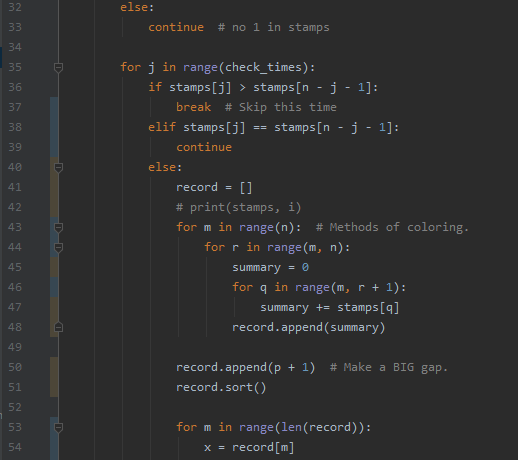 32 else:
33 continue # no 1 in stamps
34
35 for j in range(check_times):
36 if stamps[j] > stamps[n - j - 1]:
37 break # Skip this time
38 elif stamps[j] == stamps[n - j - 1]:
39 continue
40 else:
41 record = []
42 # print(stamps, i)
43 for m in range(n): # Methods of coloring.
44 for r in range(m, n):
45 summary = 0
46 for q in range(m, r + 1):
47 summary += stamps[q]
48 record.append(summary)
49
50 record.append(p + 1) # Make a BIG gap.
51 record.sort()
52
53 for m in range(len(record)):
54 x = record[m]